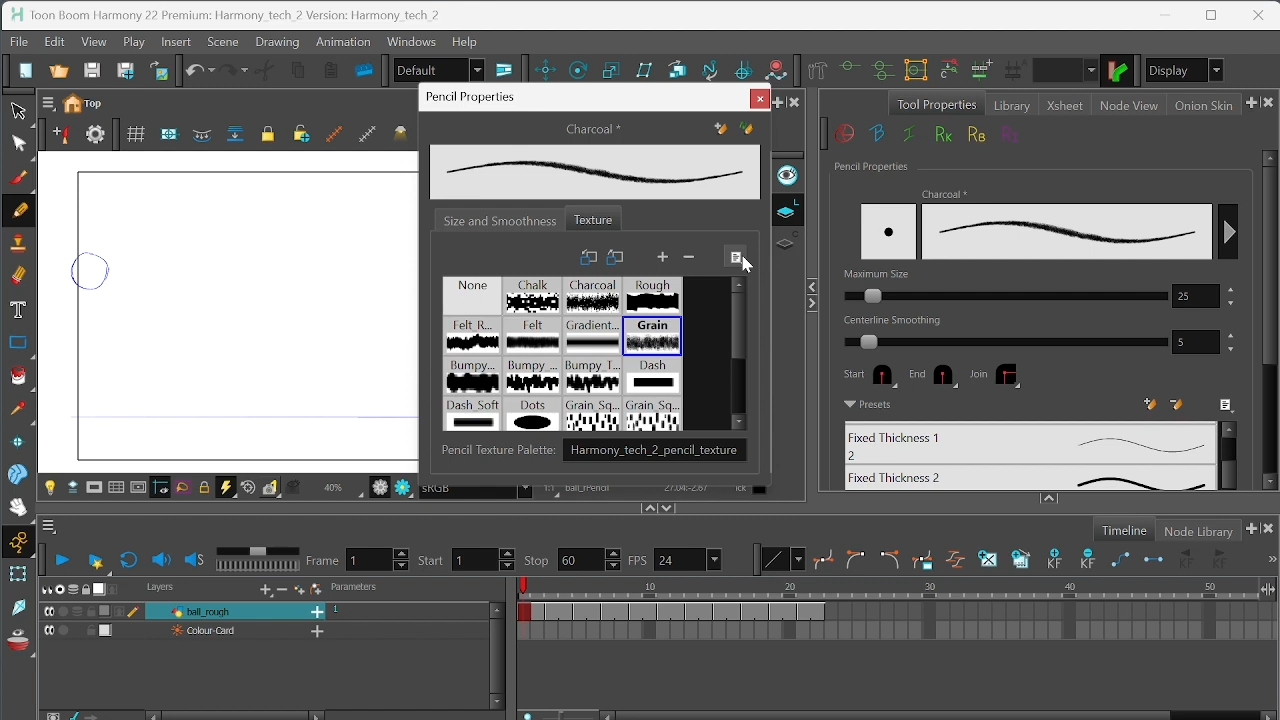 Toon Boom Harmony 22 Premium: Harmony_tech_2 Version: Harmony_tech_2
File Edit View Play Insert Scene Drawing Animation Windows Help
Default Display
Pencil Properties
Top
Tool Properties Library Xsheet Node View Onion Skin
Charcoal *
Pencil Properties
Charcoal *
Size and Smoothness Texture
Maximum Size
25
Centerline Smoothing
5
Start End Join
Presets
Fixed Thickness 1
2
Fixed Thickness 2
None Chalk Charcoal Rough
Felt R... Felt Gradient... Grain
Bumpy... Bumpy ... Bumpy T... Dash
Dash Soft Dots Grain Sq... Grain Sq...
Pencil Texture Palette: Harmony_tech_2_pencil_texture
40% sRGB
Timeline Node Library
Frame 1 Start 1 Stop 60 FPS 24
KF KF KF KF
Layers Parameters 10 20 30 40 50
ball_rough 1
Colour-Card